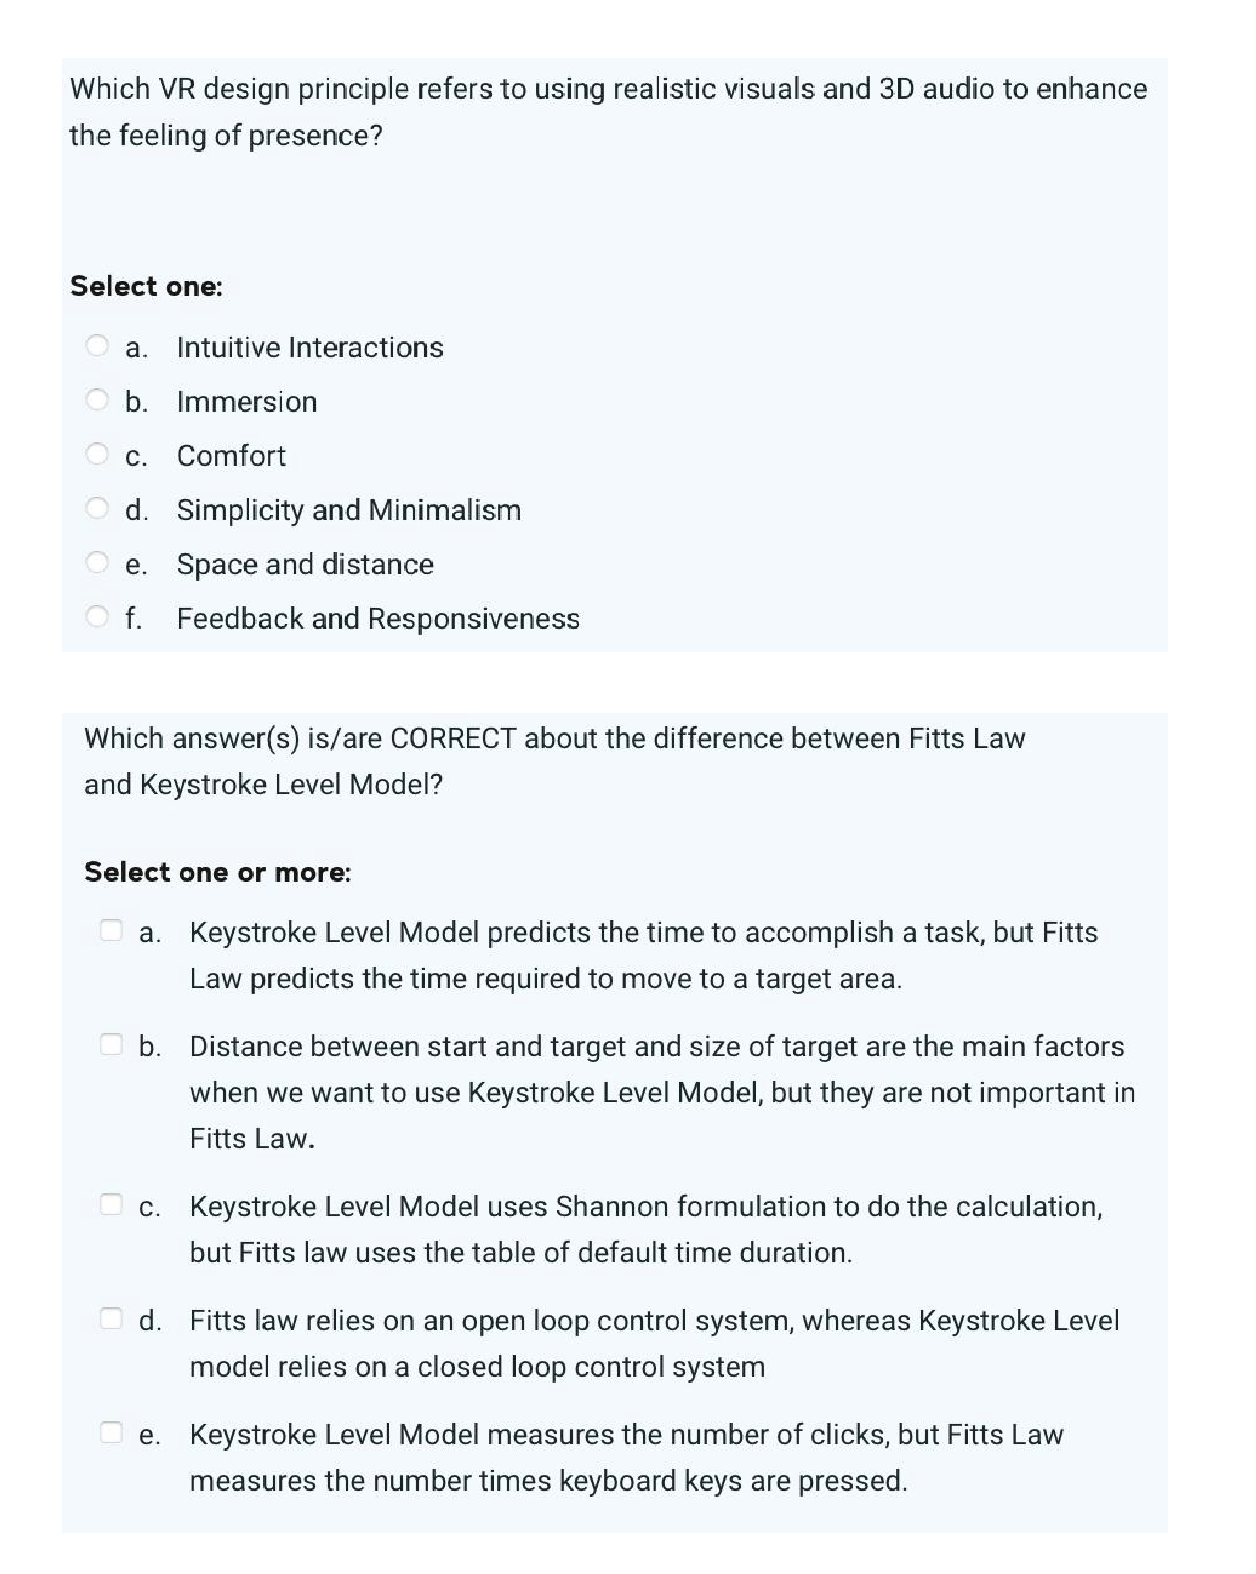 Which VR design principle refers to using realistic visuals and 3D audio to enhance
the feeling of presence?
Select one:
a. Intuitive Interactions
b. Immersion
c. Comfort
d. Simplicity and Minimalism
e. Space and distance
f. Feedback and Responsiveness
Which answer(s) is/are CORRECT about the difference between Fitts Law
and Keystroke Level Model?
Select one or more:
a. Keystroke Level Model predicts the time to accomplish a task, but Fitts
Law predicts the time required to move to a target area.
b. Distance between start and target and size of target are the main factors
when we want to use Keystroke Level Model, but they are not important in
Fitts Law.
c. Keystroke Level Model uses Shannon formulation to do the calculation,
but Fitts law uses the table of default time duration.
d. Fitts law relies on an open loop control system, whereas Keystroke Level
model relies on a closed loop control system
e. Keystroke Level Model measures the number of clicks, but Fitts Law
measures the number times keyboard keys are pressed.